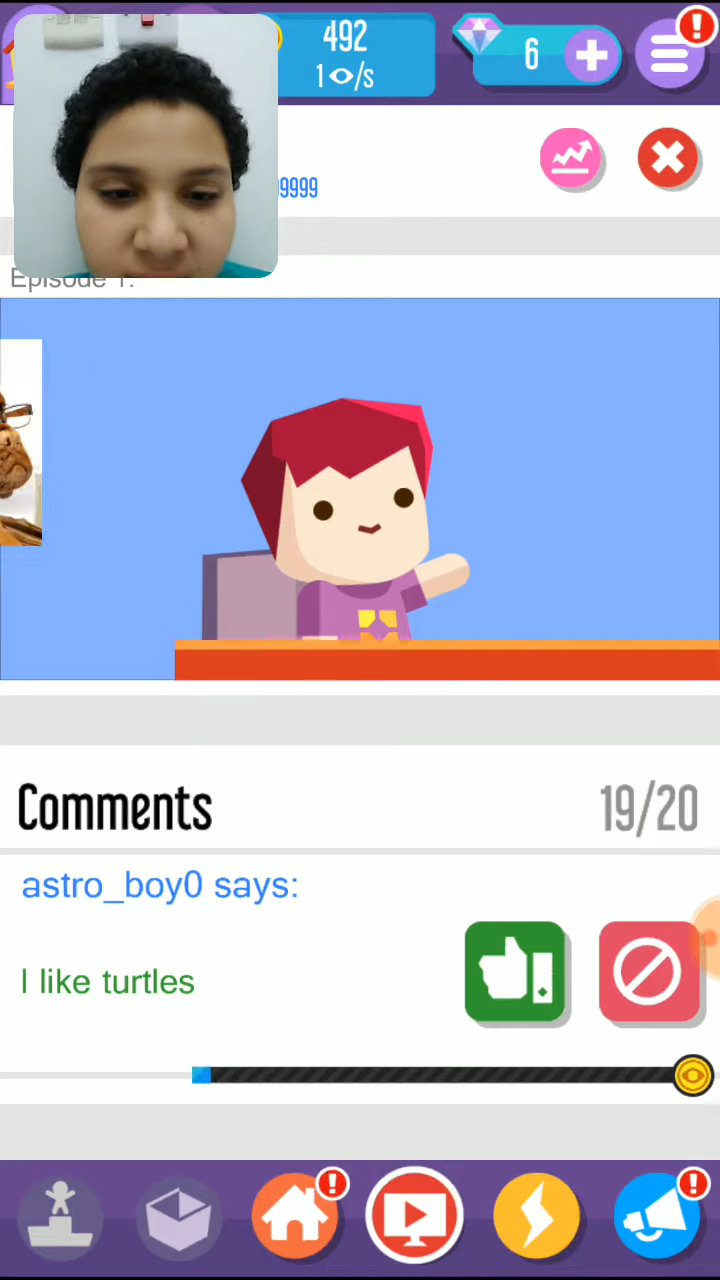 492
1 /s
6
9999
Episode 1:
Comments
19/20
astro_boy0 says:
I like turtles